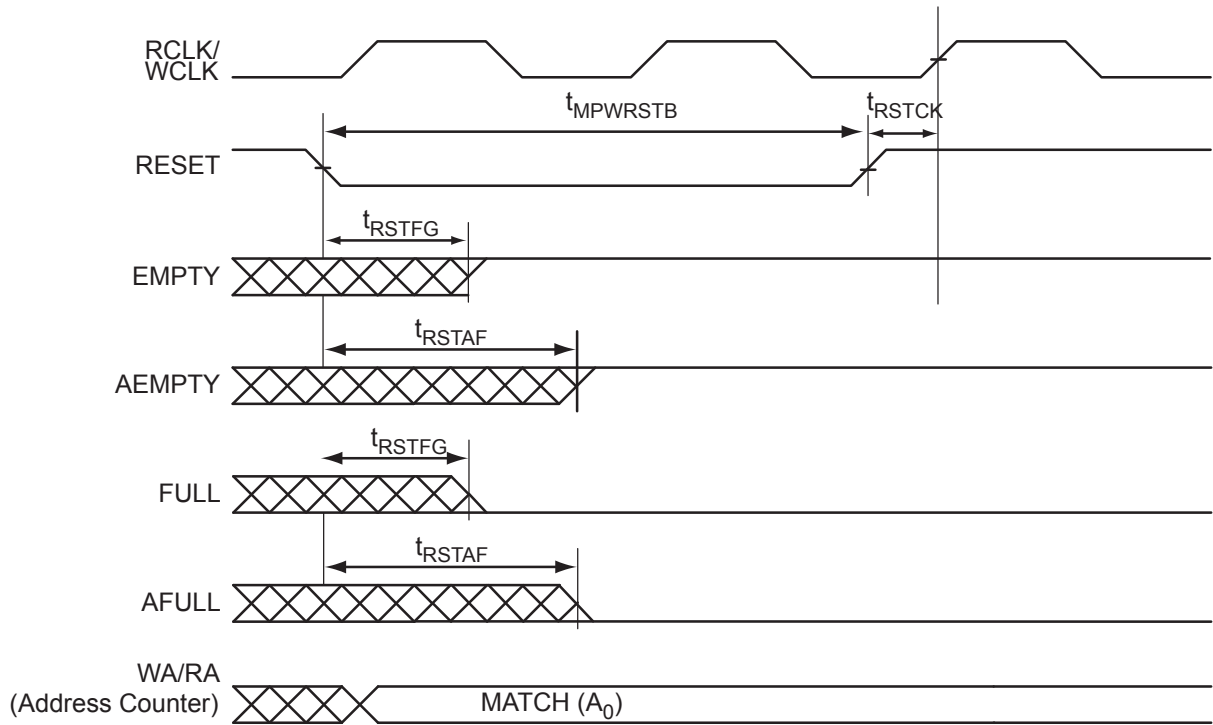 RCLK/
WCLK
tMPWRSTB
tRSTCK
RESET
tRSTFG
EMPTY
tRSTAF
AEMPTY
tRSTFG
FULL
tRSTAF
AFULL
WA/RA
(Address Counter)
MATCH (A0)